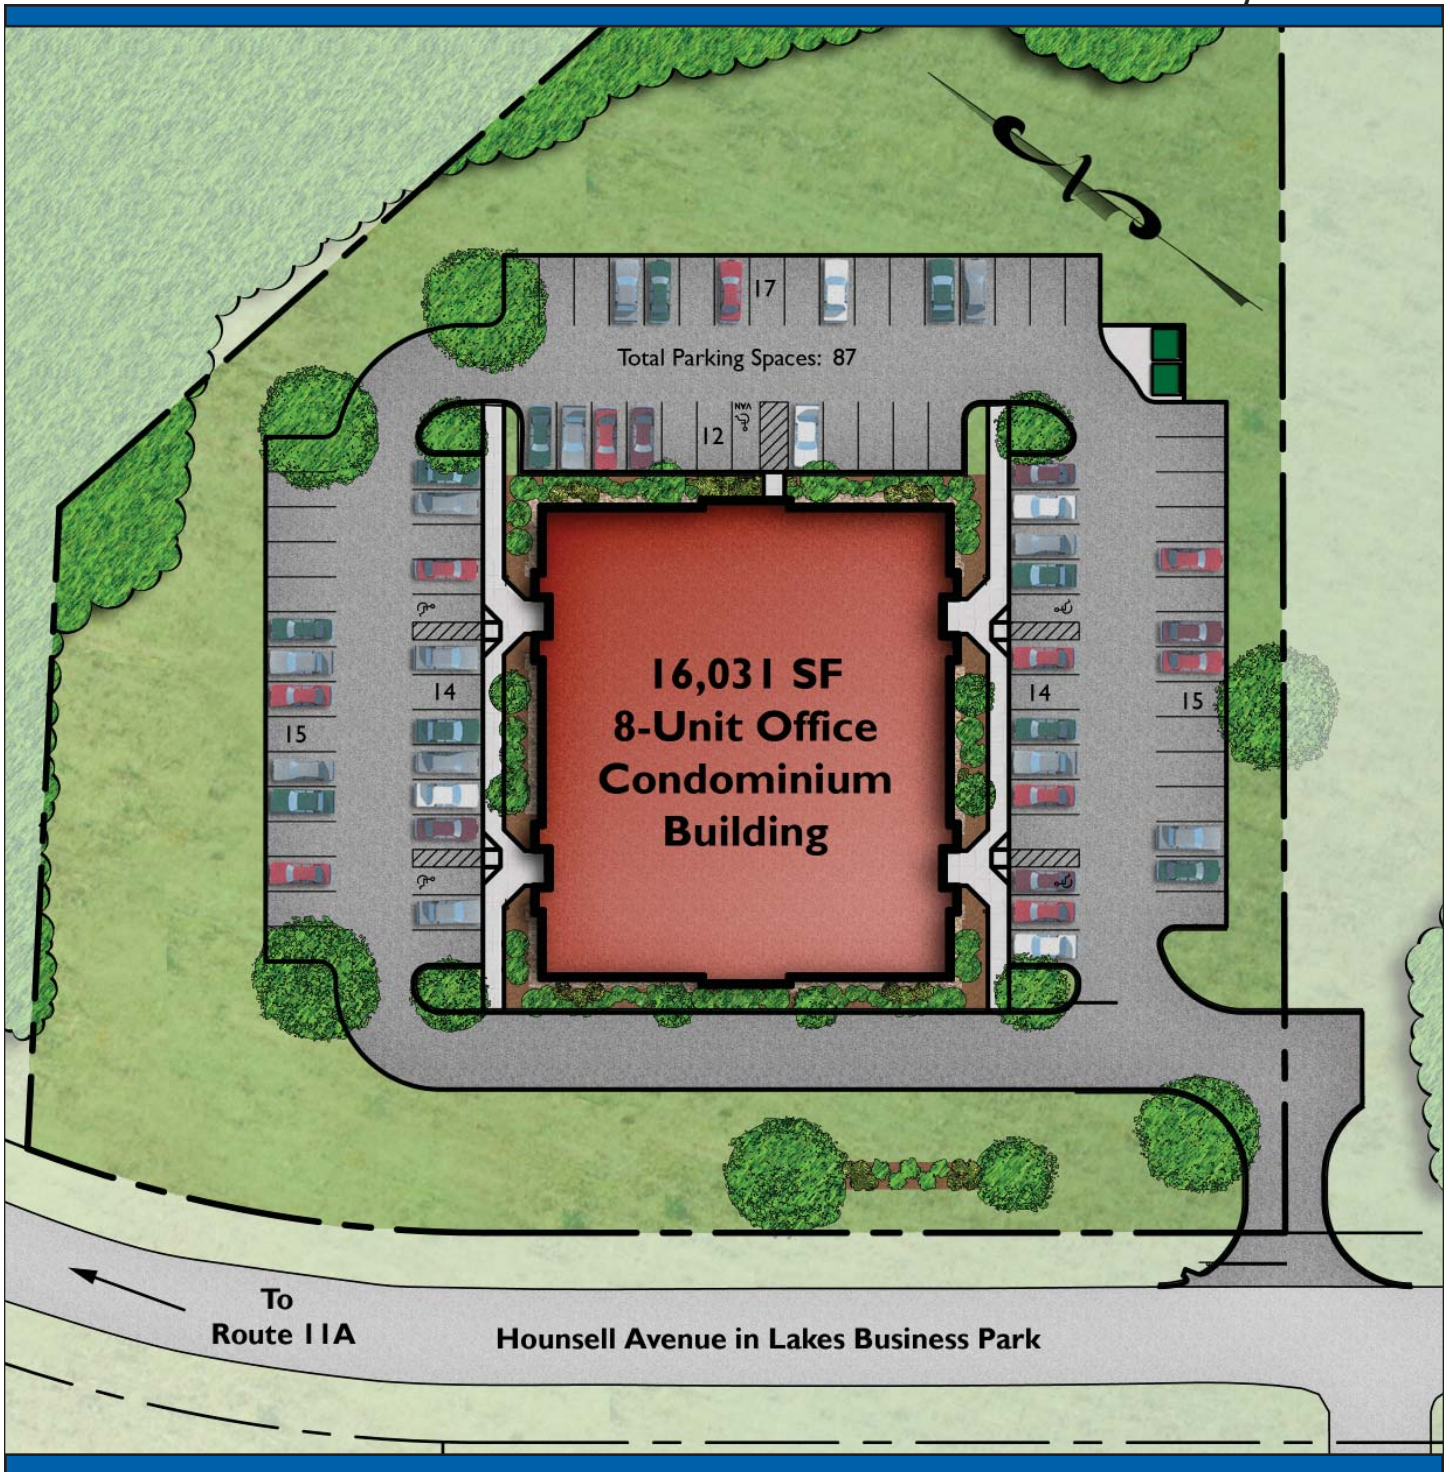 17
Total Parking Spaces: 87
VAN
12
16,031 SF
8-Unit Office
Condominium
Building
14
14
15
15
To
Route 11A
Hounsell Avenue in Lakes Business Park